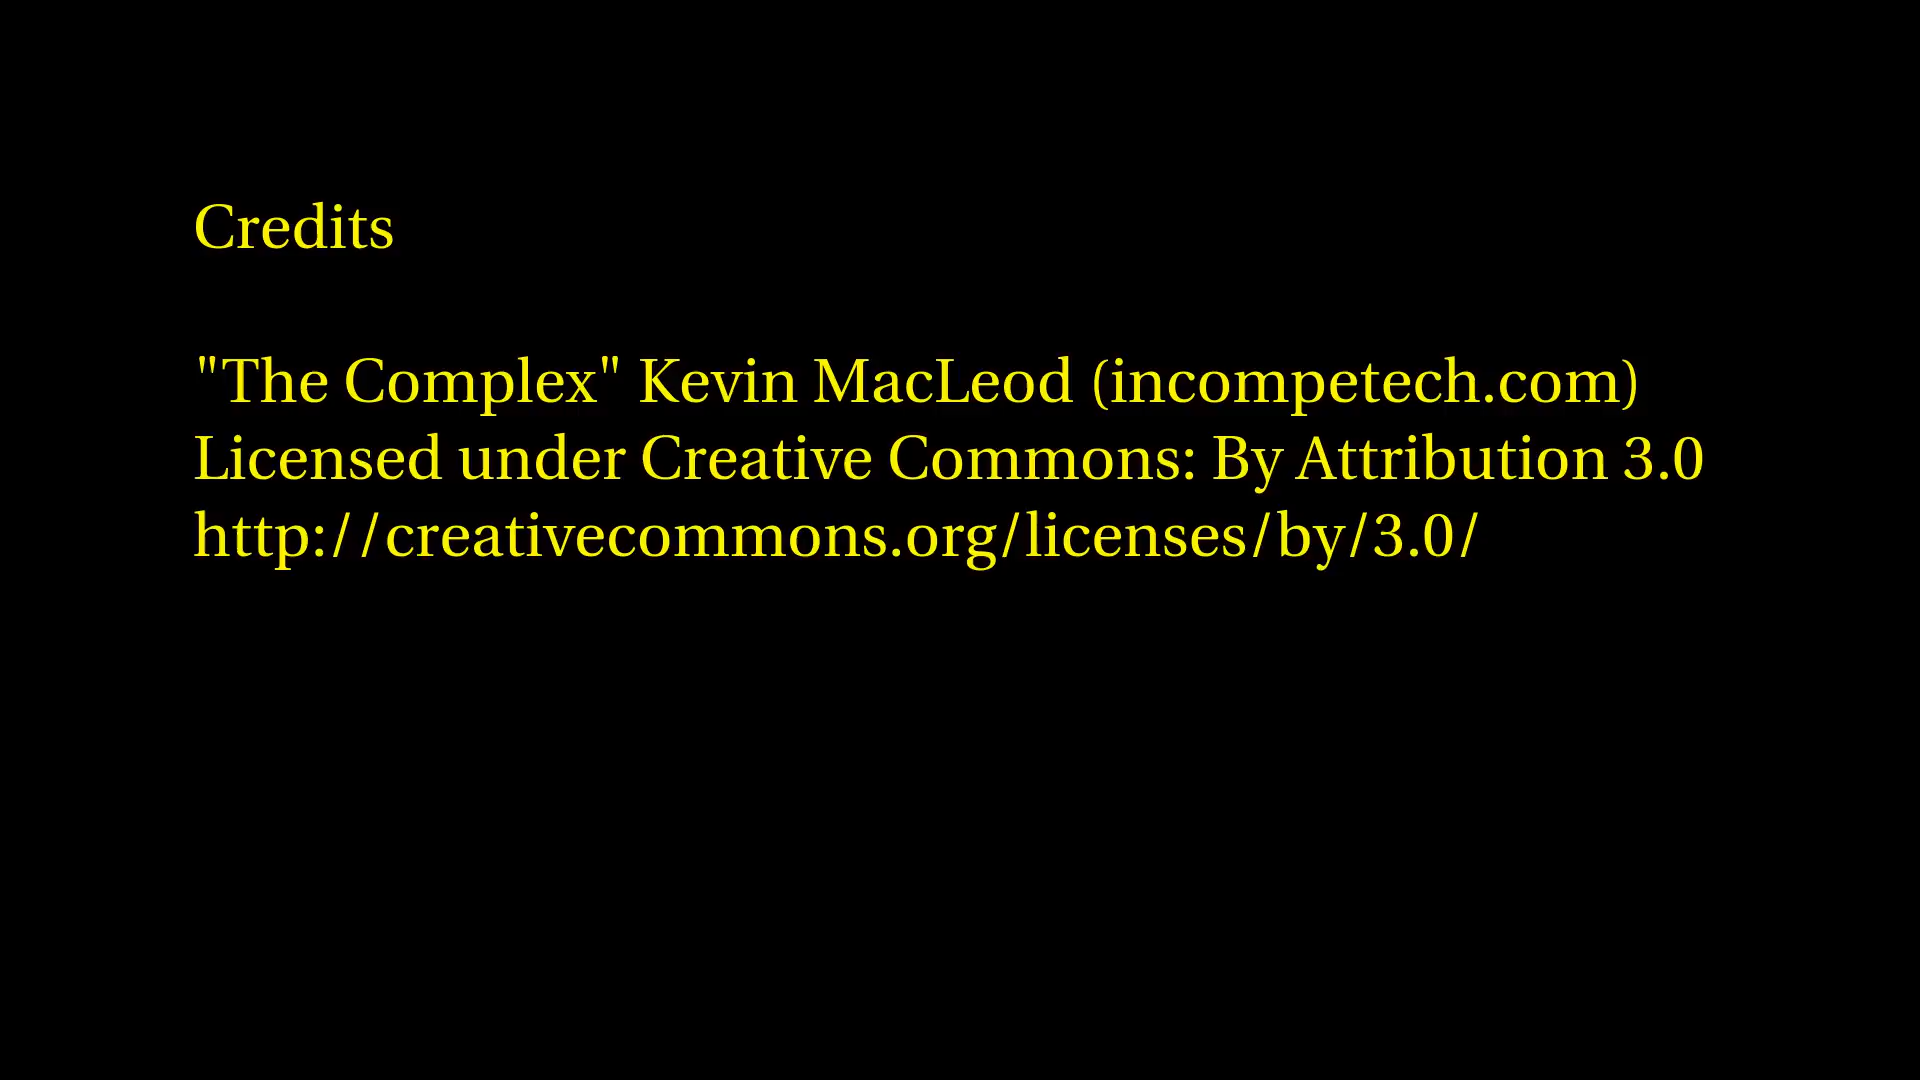 Credits
"The Complex" Kevin MacLeod (incompetech.com)
Licensed under Creative Commons: By Attribution 3.0
http://creativecommons.org/licenses/by/3.0/